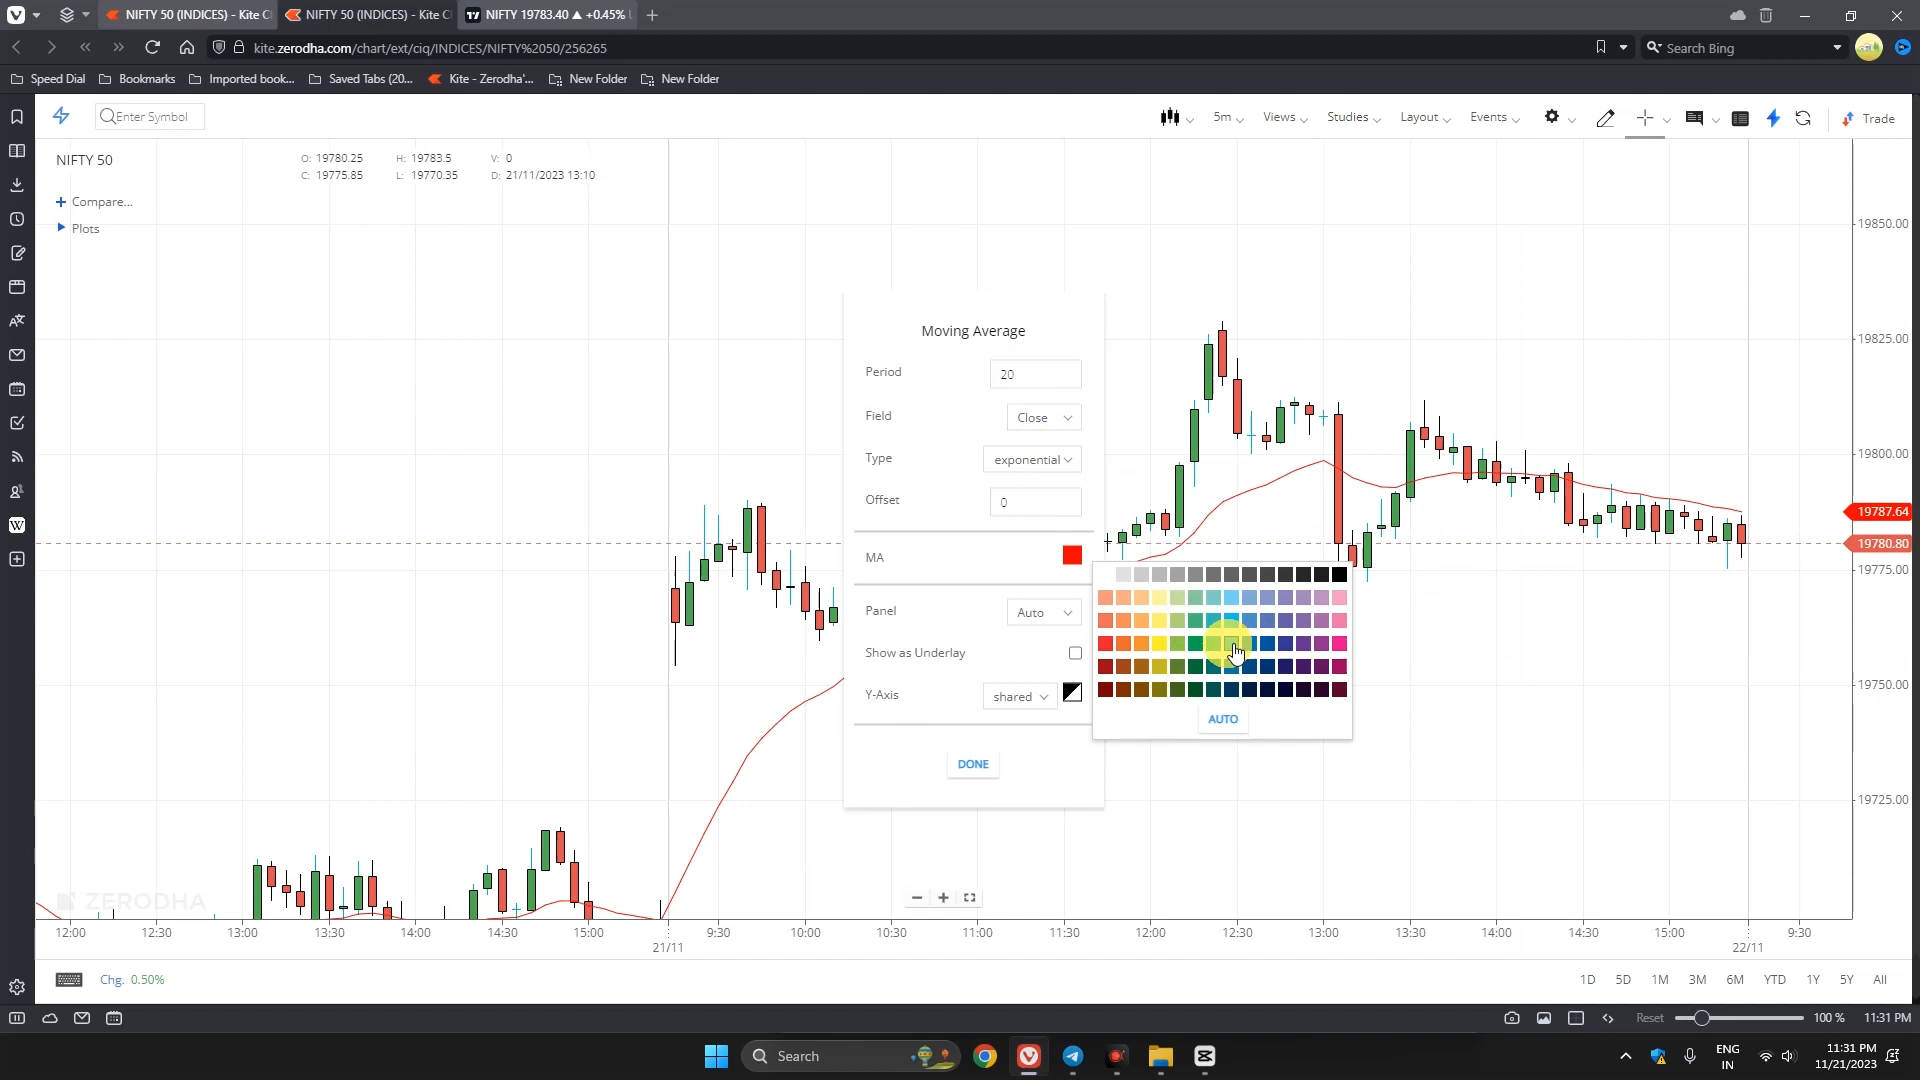 NIFTY 50 (INDICES) - Kite C
NIFTY 50 (INDICES) - Kite C
NIFTY 19783.40 ▲ +0.45%
kite.zerodha.com/chart/ext/ciq/INDICES/NIFTY%2050/256265
Search Bing
Speed Dial
Bookmarks
Imported book...
Saved Tabs (20...
Kite - Zerodha'...
New Folder
New Folder
Enter Symbol
5m
Views
Studies
Layout
Events
Trade
NIFTY 50
O: 19780.25 H: 19783.5 V: 0
C: 19775.85 L: 19770.35 D: 21/11/2023 13:10
+ Compare...
Plots
19850.00
19825.00
19800.00
19787.64
19780.80
19775.00
19750.00
19725.00
Moving Average
Period 20
Field Close
Type exponential
Offset 0
MA
Panel Auto
Show as Underlay
Y-Axis shared
DONE
AUTO
ZERODHA
12:00 12:30 13:00 13:30 14:00 14:30 15:00 9:30 10:00 10:30 11:00 11:30 12:00 12:30 13:00 13:30 14:00 14:30 15:00 9:30
21/11 22/11
Chg. 0.50%
1D 5D 1M 3M 6M YTD 1Y 5Y All
Reset 100 % 11:31 PM
Search
ENG
IN
11:31 PM
11/21/2023